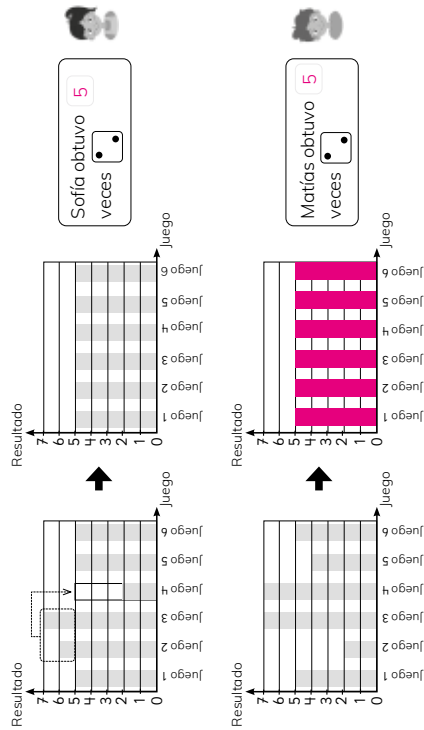 Resultado
7
6
5
4
3
2
1
0
Juego 1
Juego 2
Juego 3
Juego 4
Juego 5
Juego 6
Juego
Resultado
7
6
5
4
3
2
1
0
Juego 1
Juego 2
Juego 3
Juego 4
Juego 5
Juego 6
Juego
Sofía obtuvo 5
veces
Resultado
7
6
5
4
3
2
1
0
Juego 1
Juego 2
Juego 3
Juego 4
Juego 5
Juego 6
Juego
Resultado
7
6
5
4
3
2
1
0
Juego 1
Juego 2
Juego 3
Juego 4
Juego 5
Juego 6
Juego
Matías obtuvo 5
veces